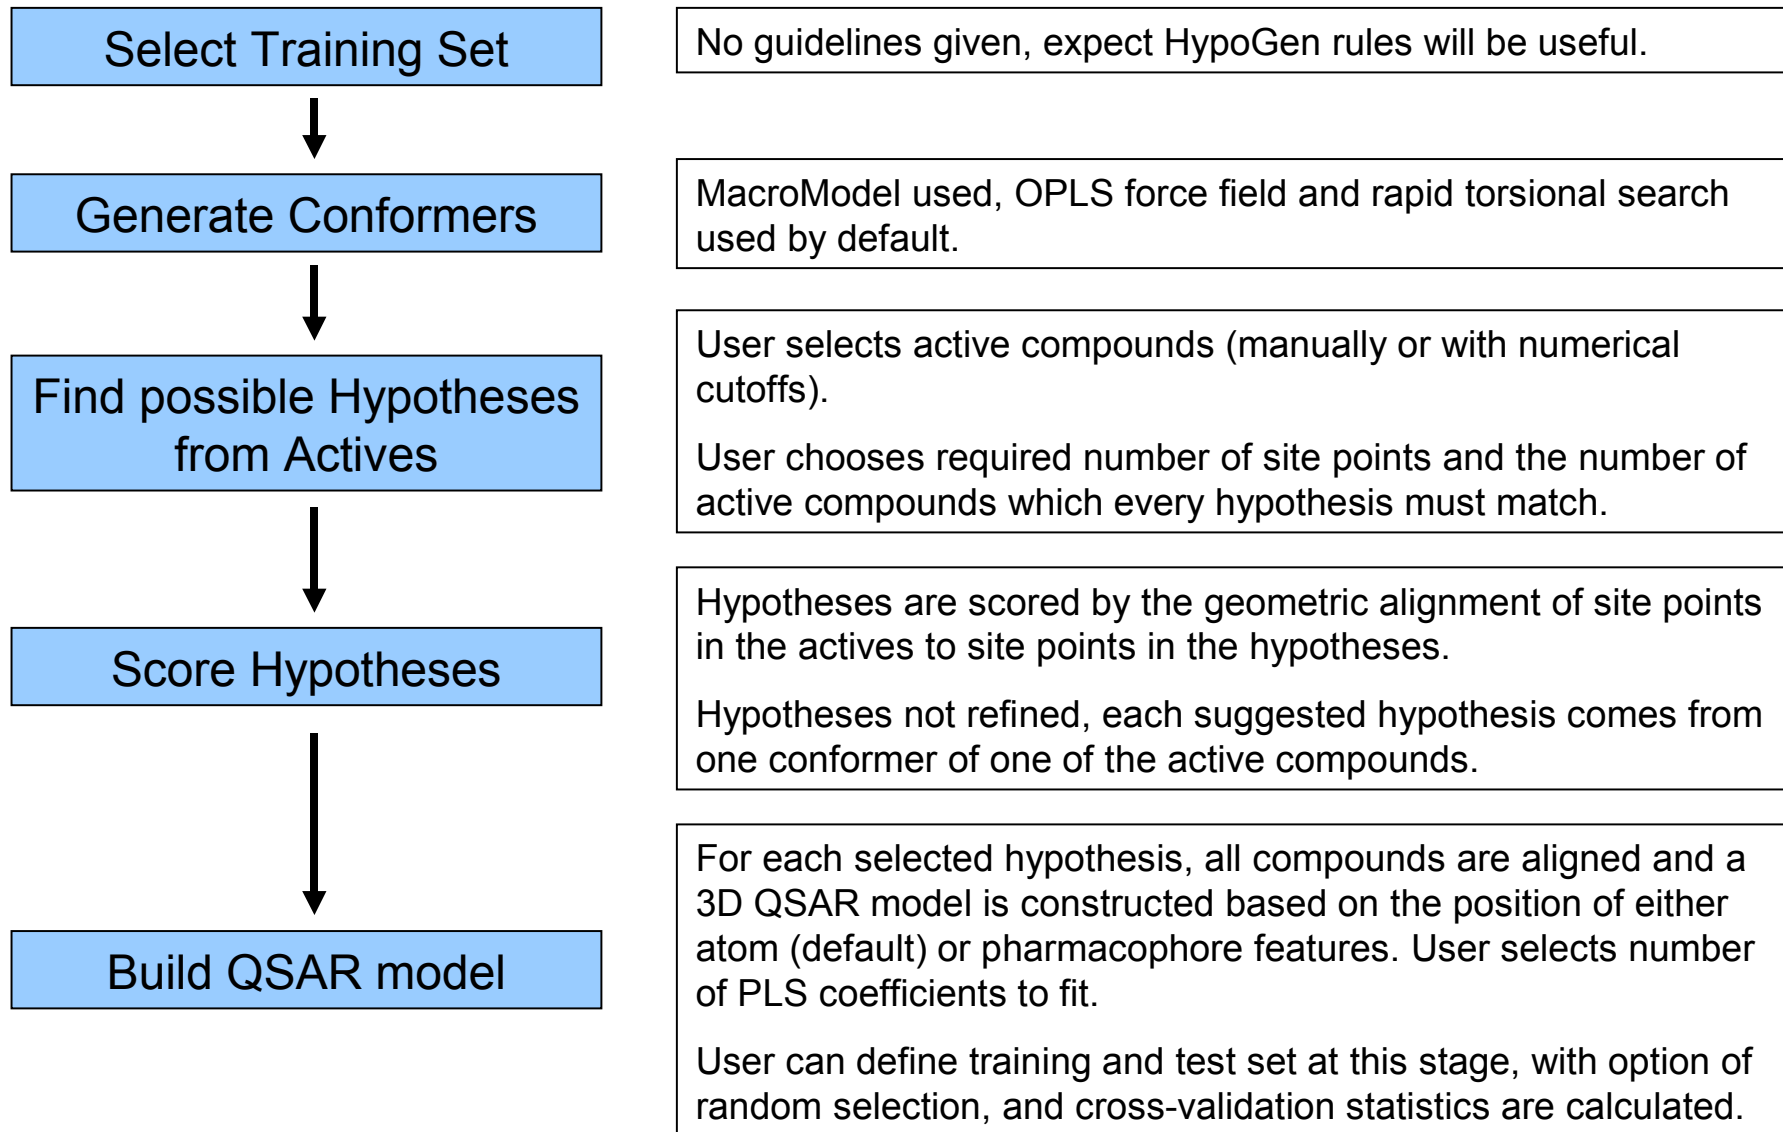 Select Training Set
No guidelines given, expect HypoGen rules will be useful.
Generate Conformers
MacroModel used, OPLS force field and rapid torsional search
used by default.
Find possible Hypotheses
from Actives
User selects active compounds (manually or with numerical
cutoffs).
User chooses required number of site points and the number of
active compounds which every hypothesis must match.
Score Hypotheses
Hypotheses are scored by the geometric alignment of site points
in the actives to site points in the hypotheses.
Hypotheses not refined, each suggested hypothesis comes from
one conformer of one of the active compounds.
Build QSAR model
For each selected hypothesis, all compounds are aligned and a
3D QSAR model is constructed based on the position of either
atom (default) or pharmacophore features. User selects number
of PLS coefficients to fit.
User can define training and test set at this stage, with option of
random selection, and cross-validation statistics are calculated.